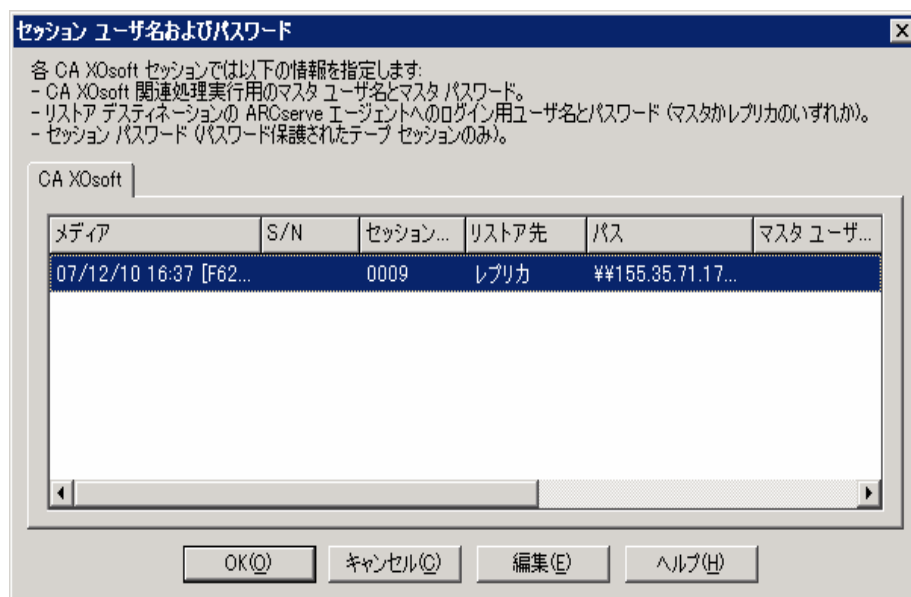 セッション ユーザ名およびパスワード
各 CA XOsoft セッションでは以下の情報を指定します:
- CA XOsoft 関連処理実行用のマスタ ユーザ名とマスタ パスワード。
- リストア デスティネーションの ARCserve エージェントへのログイン用ユーザ名とパスワード (マスタかレプリカのいずれか)。
- セッション パスワード (パスワード保護されたテープ セッションのみ)。
CA XOsoft
メディア S/N セッション... リストア先 パス マスタ ユーザ...
07/12/10 16:37 [F62... 0009 レプリカ ¥¥155.35.71.17...
OK(O) キャンセル(C) 編集(E) ヘルプ(H)